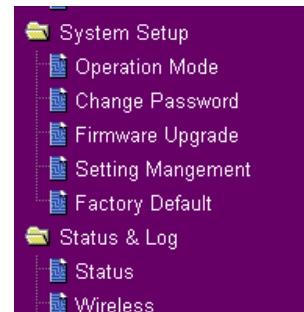 System Setup
Operation Mode
Change Password
Firmware Upgrade
Setting Mangement
Factory Default
Status & Log
Status
Wireless